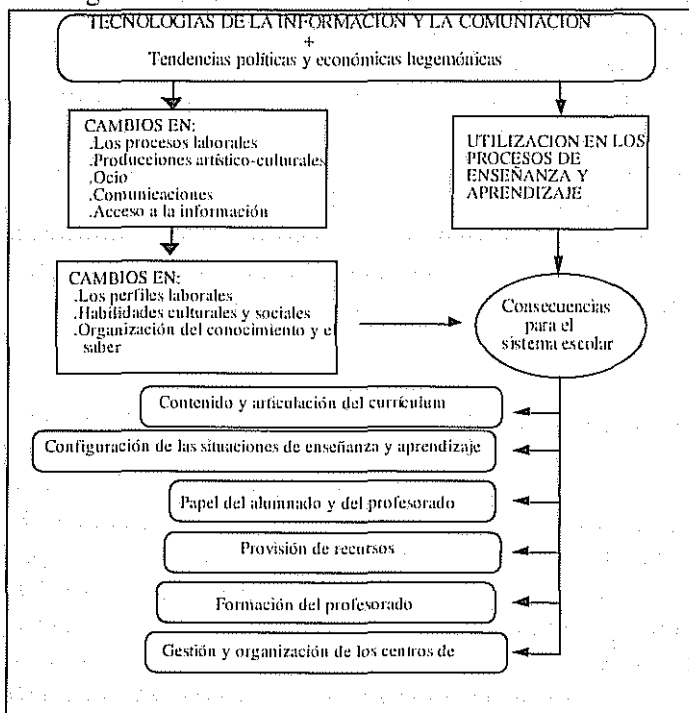 TECNOLOGIAS DE LA INFORMACION Y LA COMUNIACION
+
Tendencias políticas y económicas hegemónicas
CAMBIOS EN:
.Los procesos laborales
.Producciones artístico-culturales
.Ocio
.Comunicaciones
.Acceso a la información
UTILIZACION EN LOS
PROCESOS DE
ENSEÑANZA Y
APRENDIZAJE
CAMBIOS EN:
.Los perfiles laborales
.Habilidades culturales y sociales
.Organización del conocimiento y e
saber
Consecuencias
para el
sistema escolar
Contenido y articulación del currículum
Configuración de las situaciones de enseñanza y aprendizaje
Papel del alumnado y del profesorado
Provisión de recursos
Formación del profesorado
Gestión y organización de los centros de